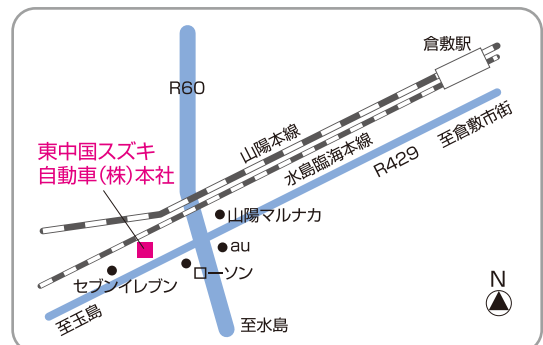 倉敷駅
R60
山陽本線
水島臨海本線
R429
至倉敷市街
東中国スズキ
自動車(株)本社
山陽マルナカ
au
ローソン
セブンイレブン
至玉島
至水島
N